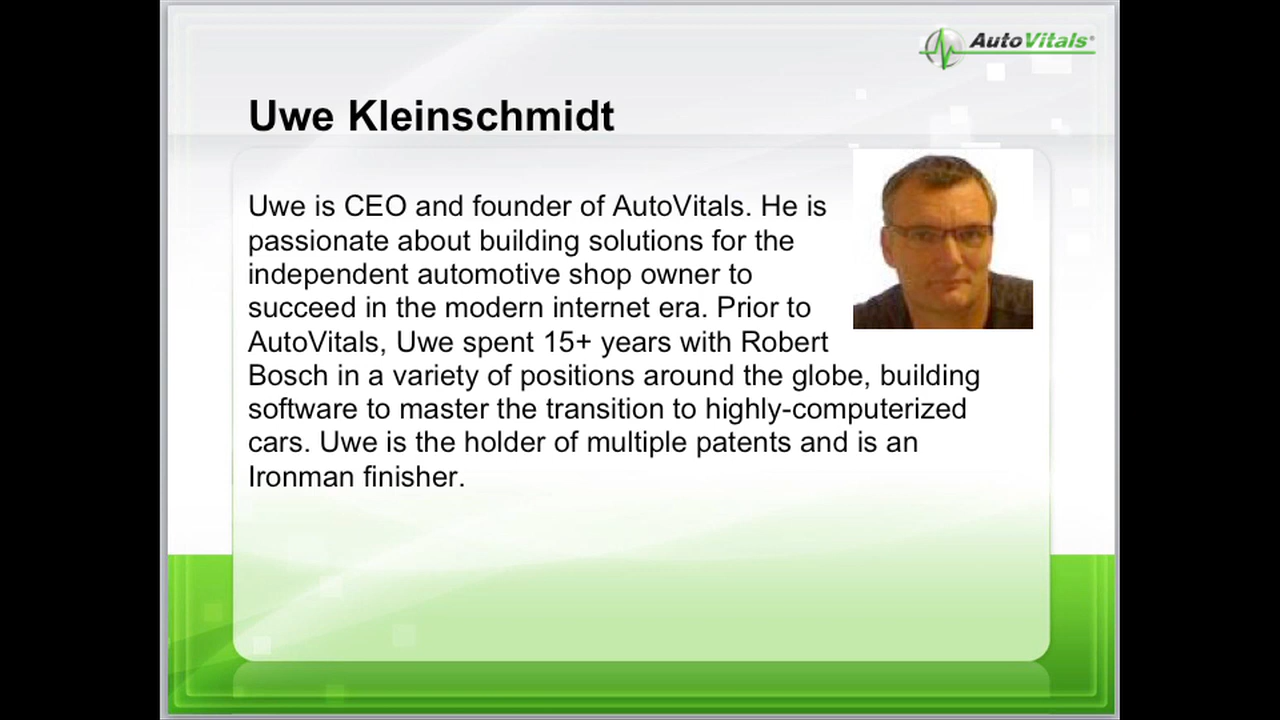 AutoVitals®
Uwe Kleinschmidt
Uwe is CEO and founder of AutoVitals. He is
passionate about building solutions for the
independent automotive shop owner to
succeed in the modern internet era. Prior to
AutoVitals, Uwe spent 15+ years with Robert
Bosch in a variety of positions around the globe, building
software to master the transition to highly-computerized
cars. Uwe is the holder of multiple patents and is an
Ironman finisher.